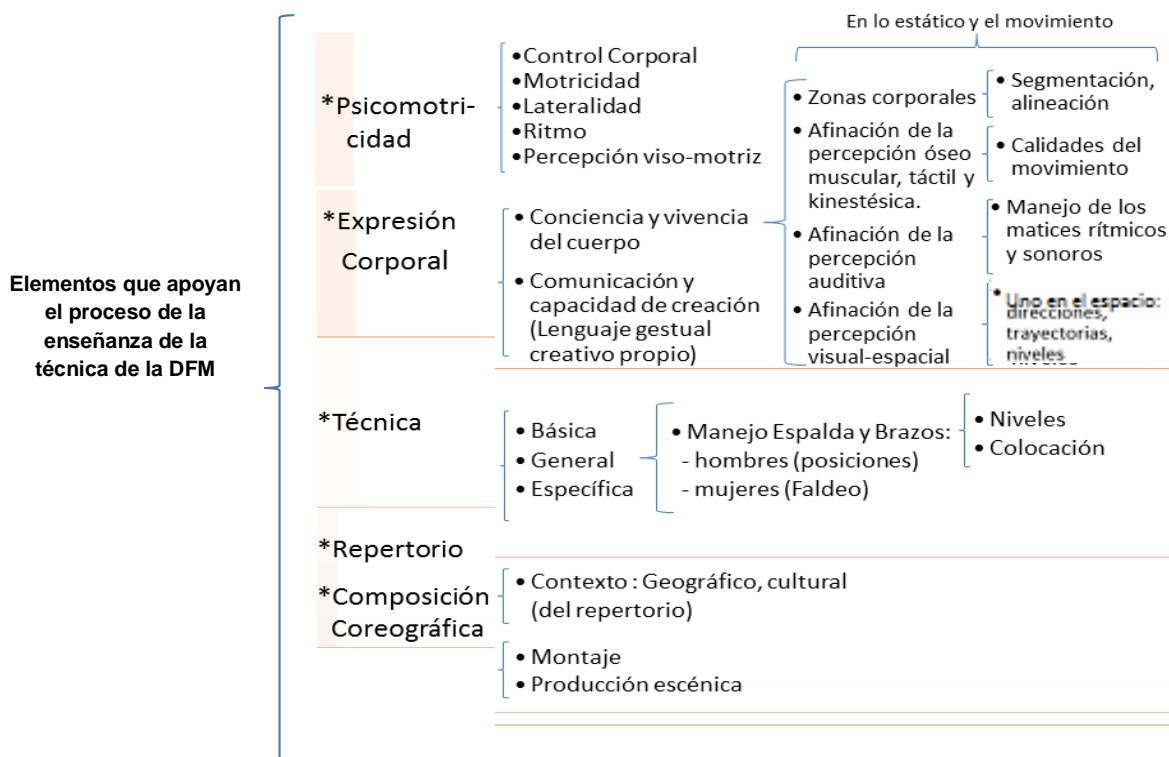 En lo estático y el movimiento
Elementos que apoyan
el proceso de la
enseñanza de la
técnica de la DFM
*Psicomotri-
cidad
•Control Corporal
•Motricidad
•Lateralidad
•Ritmo
•Percepción viso-motriz
*Expresión
Corporal
• Conciencia y vivencia
del cuerpo
• Comunicación y
capacidad de creación
(Lenguaje gestual
creativo propio)
• Zonas corporales
• Afinación de la
percepción óseo
muscular, táctil y
kinestésica.
• Afinación de la
percepción
auditiva
• Afinación de la
percepción
visual-espacial
• Segmentación,
alineación
• Calidades del
movimiento
• Manejo de los
matices rítmicos
y sonoros
• Uno en el espacio:
direcciones,
trayectorias,
niveles
*Técnica
• Básica
• General
• Específica
• Manejo Espalda y Brazos:
- hombres (posiciones)
- mujeres (Faldeo)
• Niveles
• Colocación
*Repertorio
• Contexto : Geográfico, cultural
(del repertorio)
*Composición
Coreográfica
• Montaje
• Producción escénica